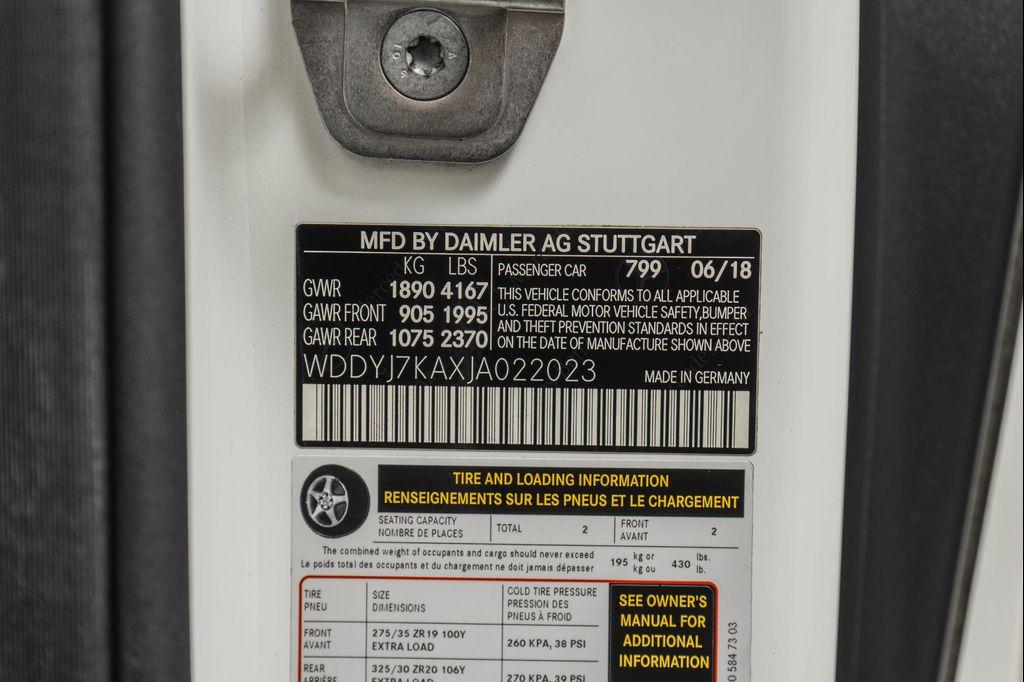 MFD BY DAIMLER AG STUTTGART
KG LBS
GVWR 1890 4167
GAWR FRONT 905 1995
GAWR REAR 1075 2370
PASSENGER CAR 799 06/18
THIS VEHICLE CONFORMS TO ALL APPLICABLE
U.S. FEDERAL MOTOR VEHICLE SAFETY,BUMPER
AND THEFT PREVENTION STANDARDS IN EFFECT
ON THE DATE OF MANUFACTURE SHOWN ABOVE
WDDYJ7KAXJA022023 MADE IN GERMANY
TIRE AND LOADING INFORMATION
RENSEIGNEMENTS SUR LES PNEUS ET LE CHARGEMENT
SEATING CAPACITY
NOMBRE DE PLACES
TOTAL 2
FRONT
AVANT
2
The combined weight of occupants and cargo should never exceed
Le poids total des occupants et du chargement ne doit jamais dépasser
195 kg or
kg ou
430 lbs.
lb.
TIRE
PNEU
SIZE
DIMENSIONS
COLD TIRE PRESSURE
PRESSION DES
PNEUS À FROID
FRONT
AVANT
275/35 ZR19 100Y
EXTRA LOAD
260 KPA, 38 PSI
REAR
ARRIÈRE
325/30 ZR20 106Y
EXTRA LOAD
270 KPA, 39 PSI
SEE OWNER'S
MANUAL FOR
ADDITIONAL
INFORMATION
0 584 73 03